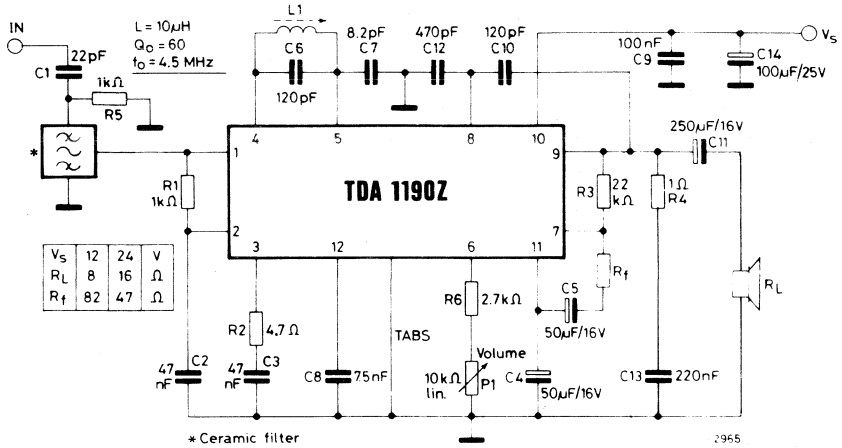 IN
L = 10µH
Qo = 60
fo = 4.5 MHz
L1
8.2pF 470pF 120pF
C6 C7 C12 C10
120pF
22pF
C1
1kΩ
R5
Vs
100nF
C9
C14
100µF/25V
*
4 5 8 10
1 9
TDA 1190Z
2 7
3 12 6 11
R1
1kΩ
250µF/16V
C11
R3 22 kΩ
1Ω
R4
Rf
RL
Vs 12 24 V
RL 8 16 Ω
Rf 82 47 Ω
R2 4.7Ω
TABS
R6 2.7kΩ
C5
50µF/16V
Volume
47 nF C2
47 nF C3
C8 7.5nF
10kΩ lin. P1
C4
50µF/16V
C13 220nF
* Ceramic filter
2965